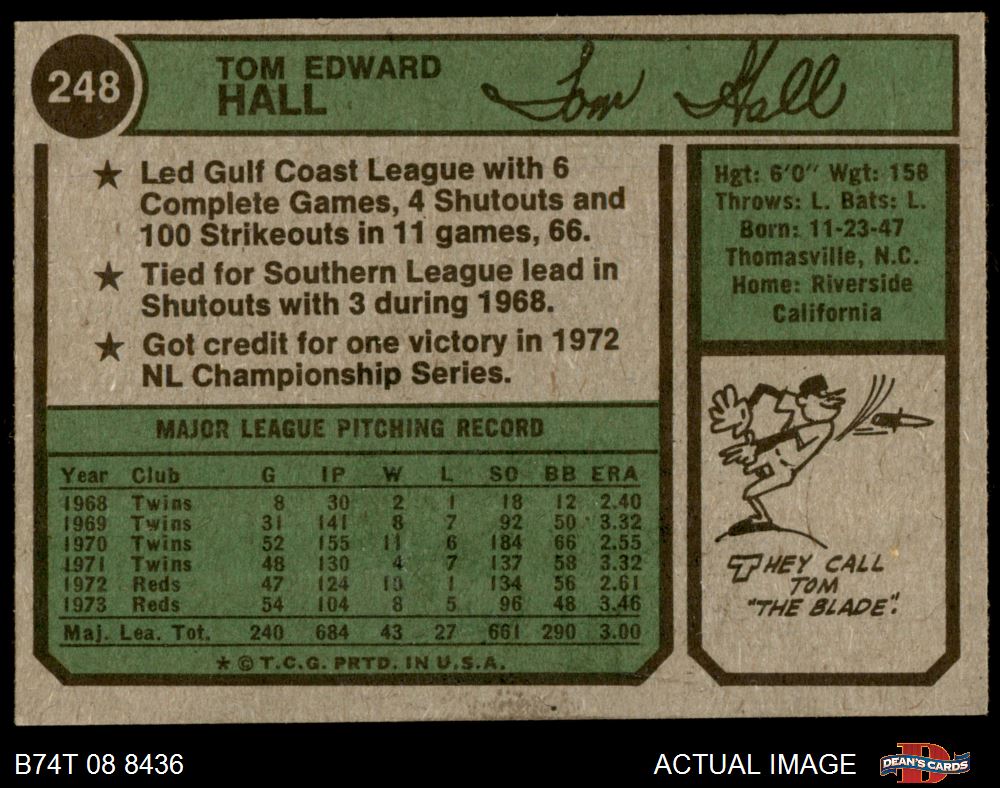 248
TOM EDWARD
HALL
Tom Hall
★ Led Gulf Coast League with 6
Complete Games, 4 Shutouts and
100 Strikeouts in 11 games, 66.
★ Tied for Southern League lead in
Shutouts with 3 during 1968.
★ Got credit for one victory in 1972
NL Championship Series.
MAJOR LEAGUE PITCHING RECORD
Year Club G IP W L SO BB ERA
1968 Twins 8 30 2 1 18 12 2.40
1969 Twins 31 141 8 7 92 50 3.32
1970 Twins 52 155 11 6 184 66 2.55
1971 Twins 48 130 4 7 137 58 3.32
1972 Reds 47 124 10 1 134 56 2.61
1973 Reds 54 104 8 5 96 48 3.46
Maj. Lea. Tot. 240 684 43 27 661 290 3.00
★ © T.C.G. PRTD. IN U.S.A.
Hgt: 6'0" Wgt: 158
Throws: L. Bats: L.
Born: 11-23-47
Thomasville, N.C.
Home: Riverside
California
THEY CALL
TOM
"THE BLADE".
B74T 08 8436
ACTUAL IMAGE
DEAN'S CARDS